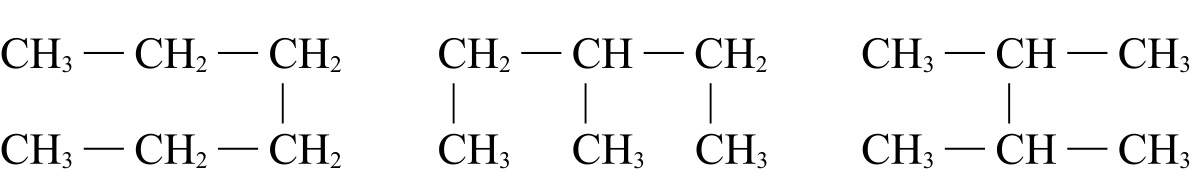 CH₃ — CH₂ — CH₂ CH₂ — CH — CH₂ CH₃ — CH — CH₃
CH₃ — CH₂ — CH₂ CH₃ CH₃ CH₃ CH₃ — CH — CH₃